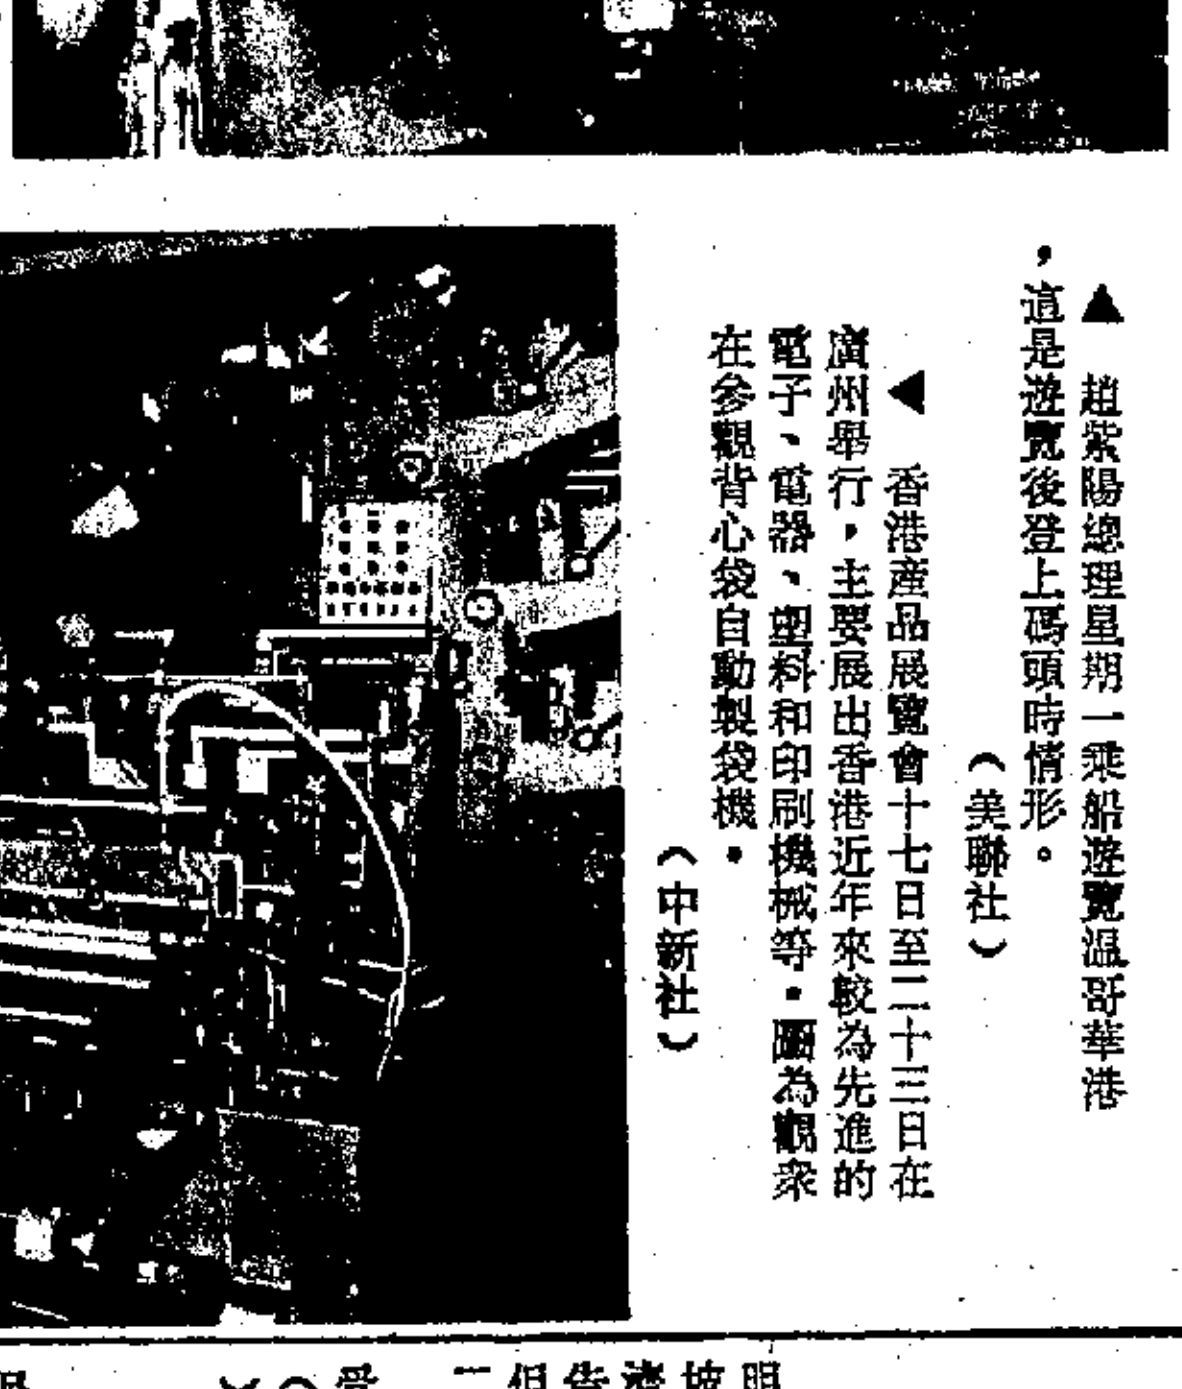 ▲　趙紫陽總理星期一乘船遊覽溫哥華港
，這是遊覽後登上碼頭時情形。
（美聯社）
◀　香港產品展覽會十七日至二十三日在
廣州舉行，主要展出香港近年來較為先進的
電子、電器、塑料和印刷機械等．圖為觀衆
在參觀背心袋自動製袋機．
（中新社）